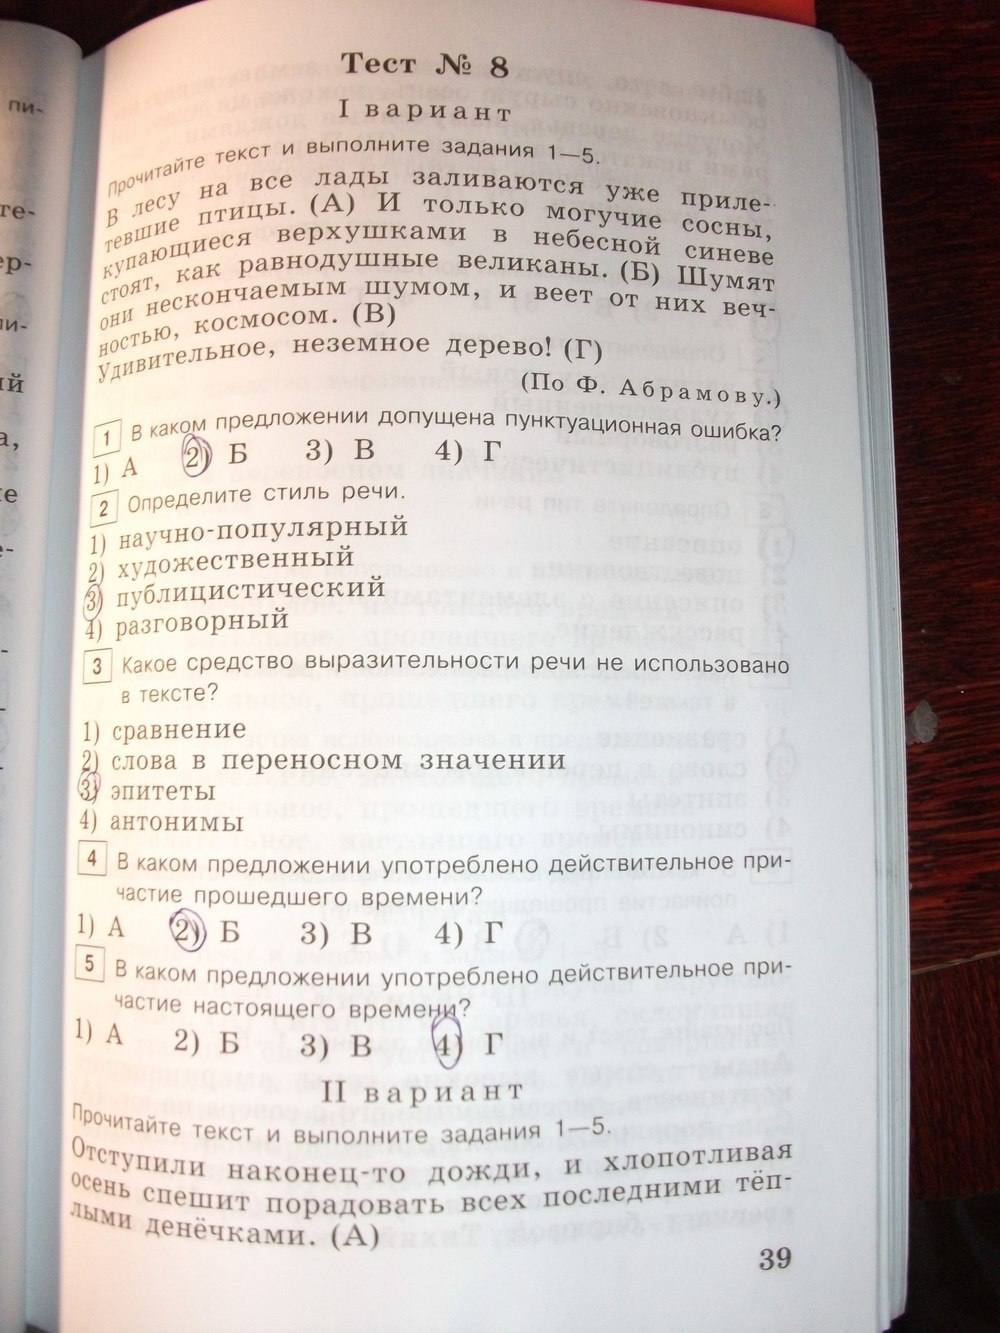 пи-
те-
ер-
ли-
ий
а,
ие
е-
Тест № 8
I вариант
Прочитайте текст и выполните задания 1—5.
В лесу на все лады заливаются уже приле-
тевшие птицы. (А) И только могучие сосны,
купающиеся верхушками в небесной синеве
стоят, как равнодушные великаны. (Б) Шумят
они нескончаемым шумом, и веет от них веч-
ностью, космосом. (В)
Удивительное, неземное дерево! (Г)
(По Ф. Абрамову.)
1 В каком предложении допущена пунктуационная ошибка?
1) А 2) Б 3) В 4) Г
2 Определите стиль речи.
1) научно-популярный
2) художественный
3) публицистический
4) разговорный
3 Какое средство выразительности речи не использовано
в тексте?
1) сравнение
2) слова в переносном значении
3) эпитеты
4) антонимы
4 В каком предложении употреблено действительное при-
частие прошедшего времени?
1) А 2) Б 3) В 4) Г
5 В каком предложении употреблено действительное при-
частие настоящего времени?
1) А 2) Б 3) В 4) Г
II вариант
Прочитайте текст и выполните задания 1—5.
Отступили наконец-то дожди, и хлопотливая
осень спешит порадовать всех последними тёп-
лыми денёчками. (А)
39